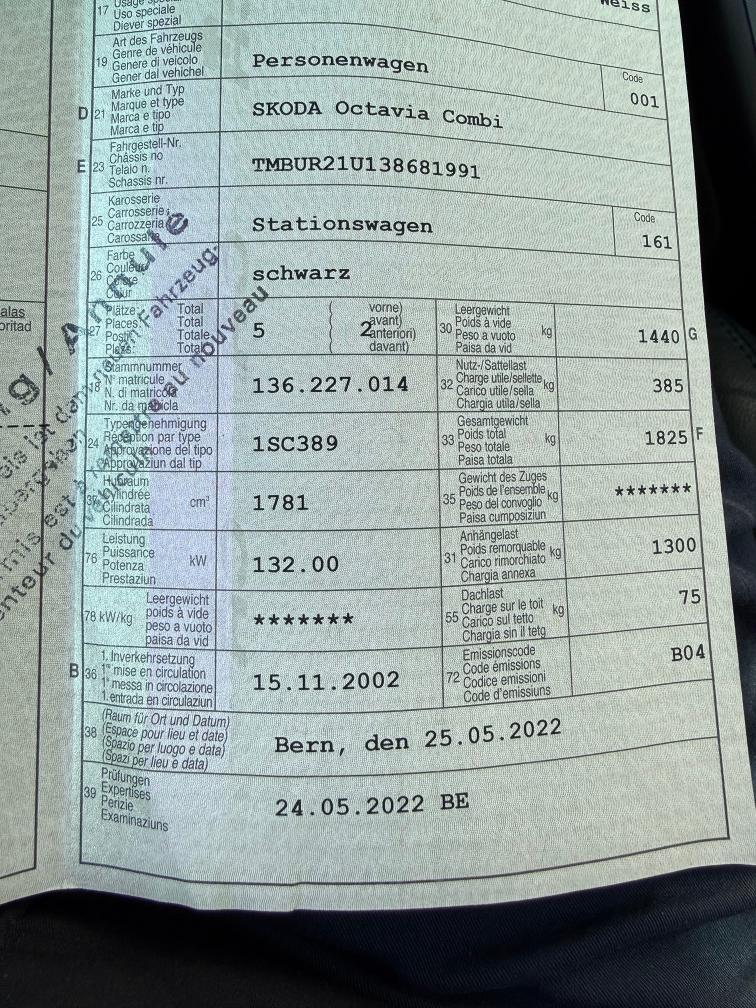 17 Usage spé
Uso speciale
Diever spezial
Weiss
19 Art des Fahrzeugs
Genre de véhicule
Genere di veicolo
Gener dal vehichel
Personenwagen
Code
001
D 21 Marke und Typ
Marque et type
Marca e tipo
Marca e tip
SKODA Octavia Combi
E 23 Fahrgestell-Nr.
Châssis no
Telaio n.
Schassis nr.
TMBUR21U138681991
25 Karosserie
Carrosserie
Carrozzeria
Stationswagen
Code
161
26 Farbe
schwarz
27 Plätze: Total
Places: Total
Totale
Total
5
( vorne)
( 2 avant)
( anteriori)
( davant)
30 Leergewicht
Poids à vide kg
Peso a vuoto
Paisa da vid
1440 G
18 Stammnummer
N° matricule
N. di matricola
Nr. da matricla
136.227.014
32 Nutz-/Sattellast
Charge utile/sellette kg
Carico utile/sella
Chargia utila/sella
385
24 Typengenehmigung
Réception par type
Approvazione del tipo
Approvaziun dal tip
1SC389
33 Gesamtgewicht
Poids total kg
Peso totale
Paisa totala
1825 F
37 Hubraum
Cylindrée cm³
Cilindrata
Cilindrada
1781
35 Gewicht des Zuges
Poids de l'ensemble kg
Peso del convoglio
Paisa cumposiziun
*******
76 Leistung
Puissance kW
Potenza
Prestaziun
132.00
31 Anhängelast
Poids remorquable kg
Carico rimorchiato
Chargia annexa
1300
78 kW/kg Leergewicht
poids à vide
peso a vuoto
paisa da vid
*******
55 Dachlast
Charge sur le toit kg
Carico sul tetto
Chargia sin il tetg
75
B 36 1. Inverkehrsetzung
1re mise en circulation
1a messa in circolazione
1. entrada en circulaziun
15.11.2002
72 Emissionscode
Code émissions
Codice emissioni
Code d'emissiuns
B04
38 (Raum für Ort und Datum)
(Espace pour lieu et date)
(Spazio per luogo e data)
(Spazi per lieu e data)
Bern, den 25.05.2022
39 Prüfungen
Expertises
Perizie
Examinaziuns
24.05.2022 BE